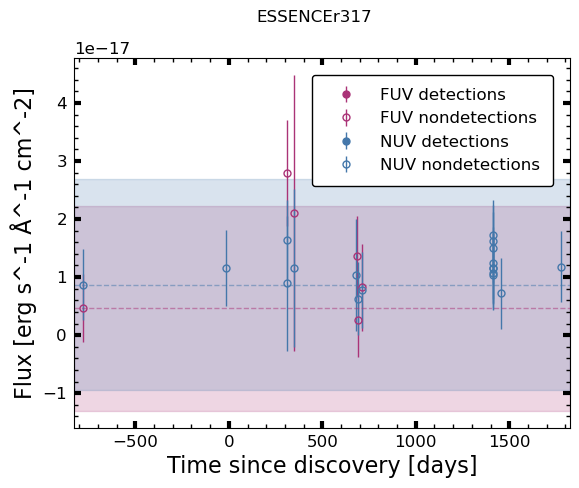 ESSENCEr317
1e−17
Flux [erg s^-1 Å^-1 cm^-2]
4
3
2
1
0
−1
FUV detections
FUV nondetections
NUV detections
NUV nondetections
−500
0
500
1000
1500
Time since discovery [days]